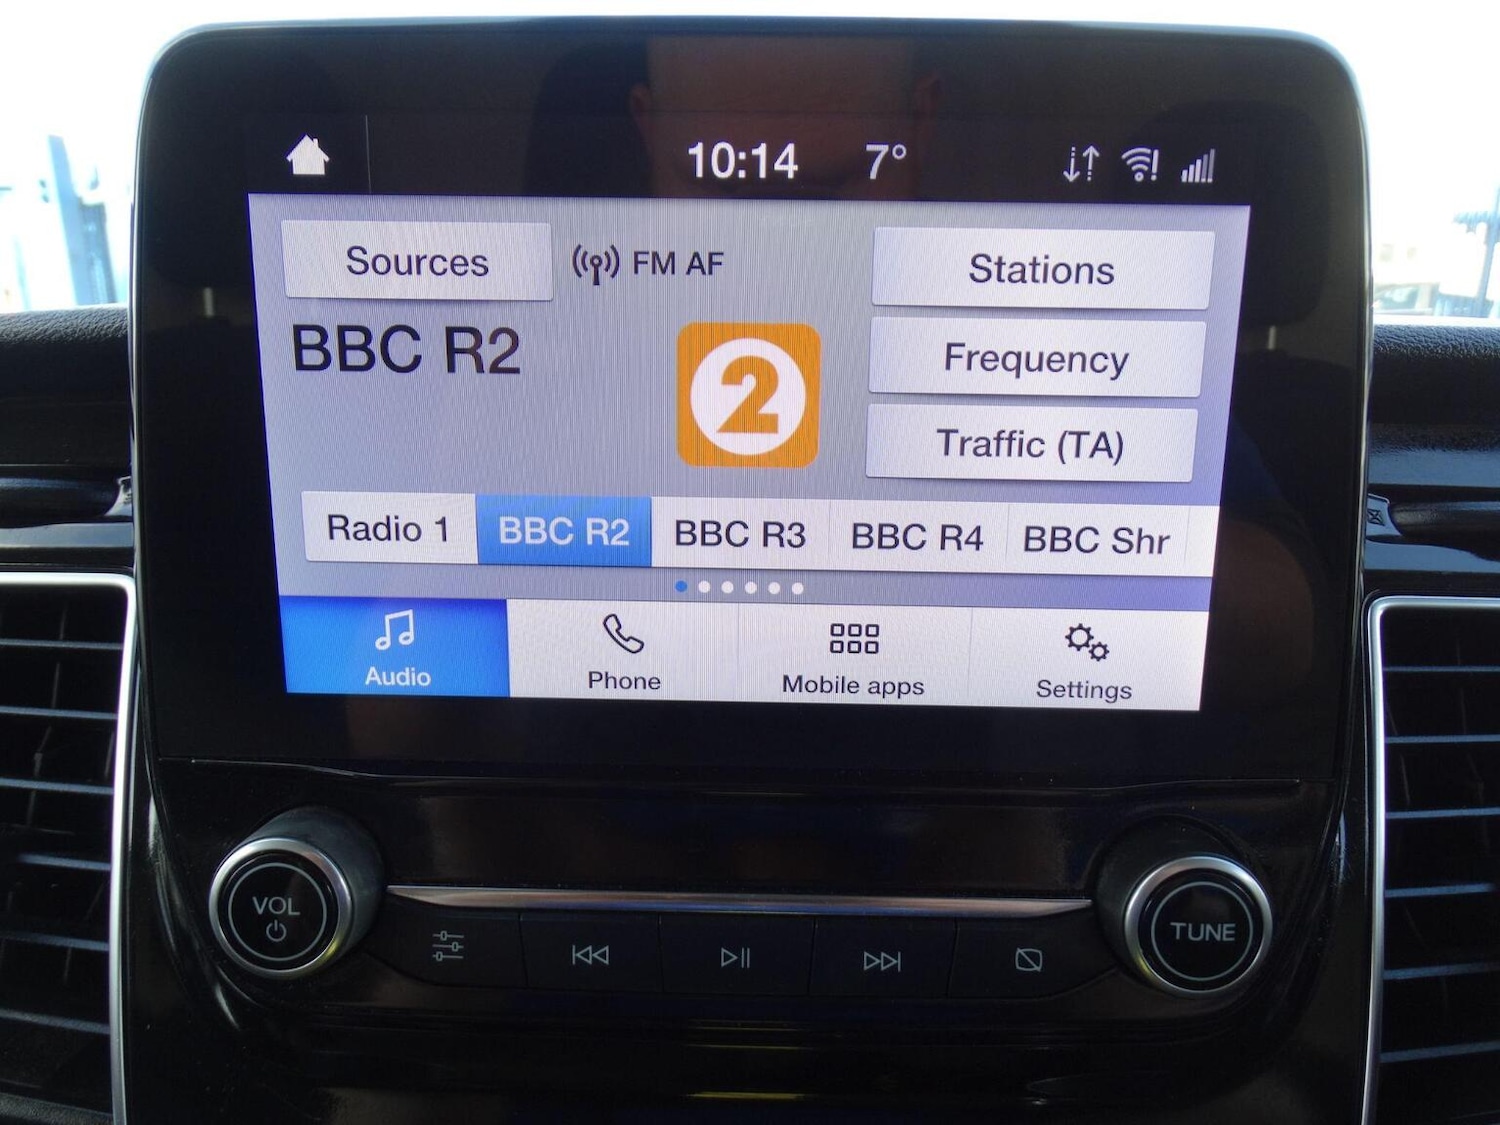 10:14 7°
Sources FM AF Stations
BBC R2
2
Frequency
Traffic (TA)
Radio 1 BBC R2 BBC R3 BBC R4 BBC Shr
Audio Phone Mobile apps Settings
VOL TUNE